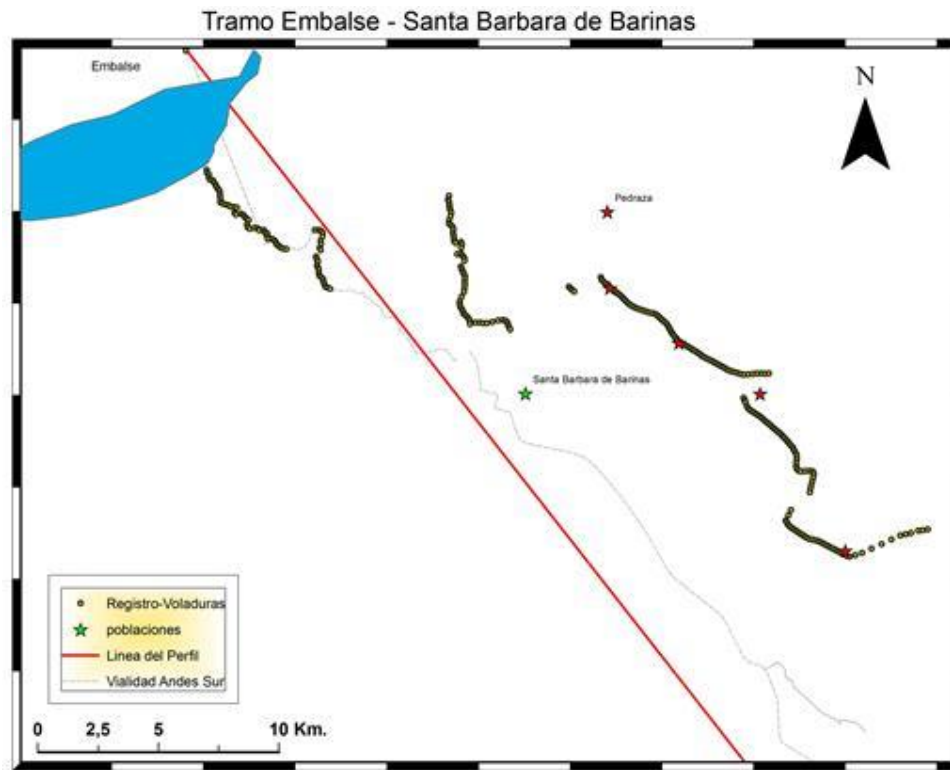 Tramo Embalse - Santa Barbara de Barinas
Embalse
N
Pedraza
Santa Barbara de Barinas
Registro-Voladuras
poblaciones
Linea del Perfil
Vialidad Andes Sur
0 2,5 5 10 Km.